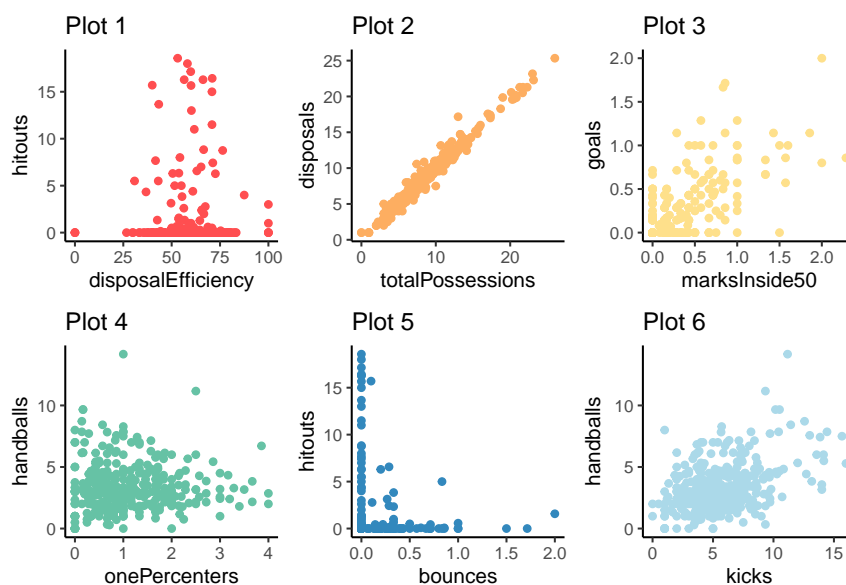 Plot 1
Plot 2
Plot 3
hitouts
15
10
5
0
0
25
50
75
100
disposalEfficiency
disposals
25
20
15
10
5
0
0
10
20
totalPossessions
goals
2.0
1.5
1.0
0.5
0.0
0.0
0.5
1.0
1.5
2.0
marksInside50
Plot 4
Plot 5
Plot 6
handballs
10
5
0
0
1
2
3
4
onePercenters
hitouts
15
10
5
0
0.0
0.5
1.0
1.5
2.0
bounces
handballs
10
5
0
0
5
10
15
kicks